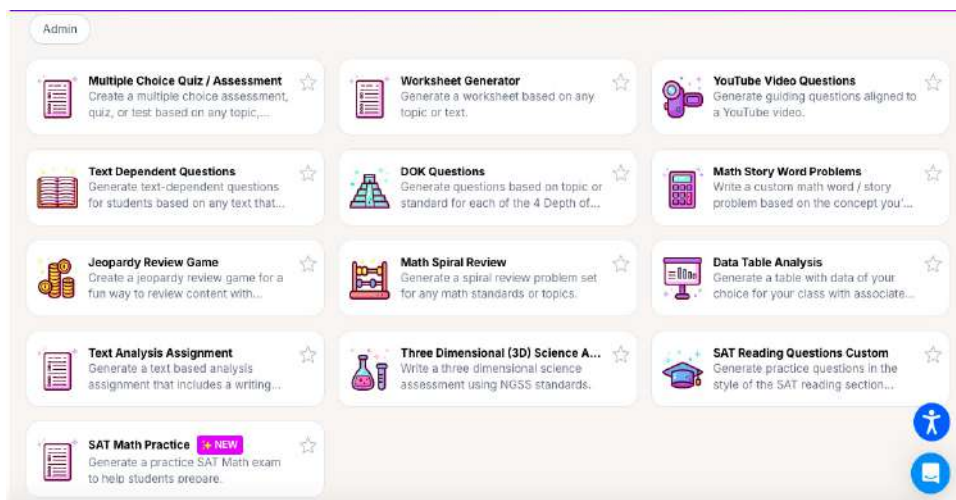 Admin
Multiple Choice Quiz / Assessment
Create a multiple choice assessment,
quiz, or test based on any topic,...
Worksheet Generator
Generate a worksheet based on any
topic or text.
YouTube Video Questions
Generate guiding questions aligned to
a YouTube video.
Text Dependent Questions
Generate text-dependent questions
for students based on any text that...
DOK Questions
Generate questions based on topic or
standard for each of the 4 Depth of...
Math Story Word Problems
Write a custom math word / story
problem based on the concept you'...
Jeopardy Review Game
Create a jeopardy review game for a
fun way to review content with...
Math Spiral Review
Generate a spiral review problem set
for any math standards or topics.
Data Table Analysis
Generate a table with data of your
choice for your class with associate...
Text Analysis Assignment
Generate a text based analysis
assignment that includes a writing...
Three Dimensional (3D) Science A...
Write a three dimensional science
assessment using NGSS standards.
SAT Reading Questions Custom
Generate practice questions in the
style of the SAT reading section...
SAT Math Practice NEW
Generate a practice SAT Math exam
to help students prepare.